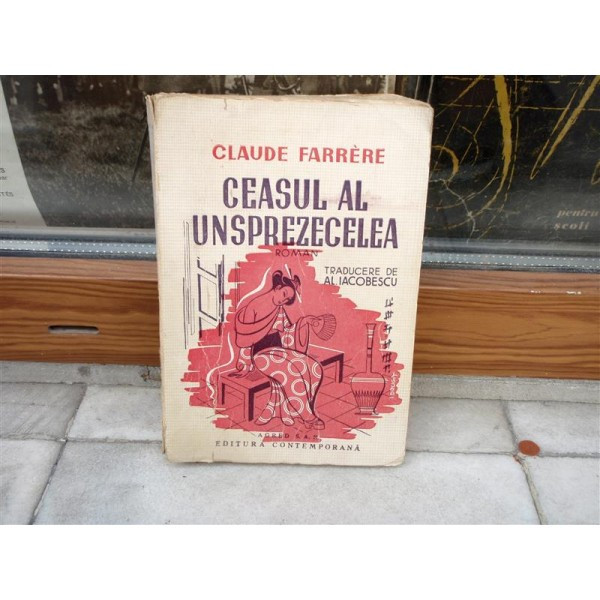 CLAUDE FARRÈRE
CEASUL AL
UNSPREZECELEA
ROMAN
TRADUCERE DE
AL. IACOBESCU
EDITURA CONTEMPORANĂ
pentru
scoli